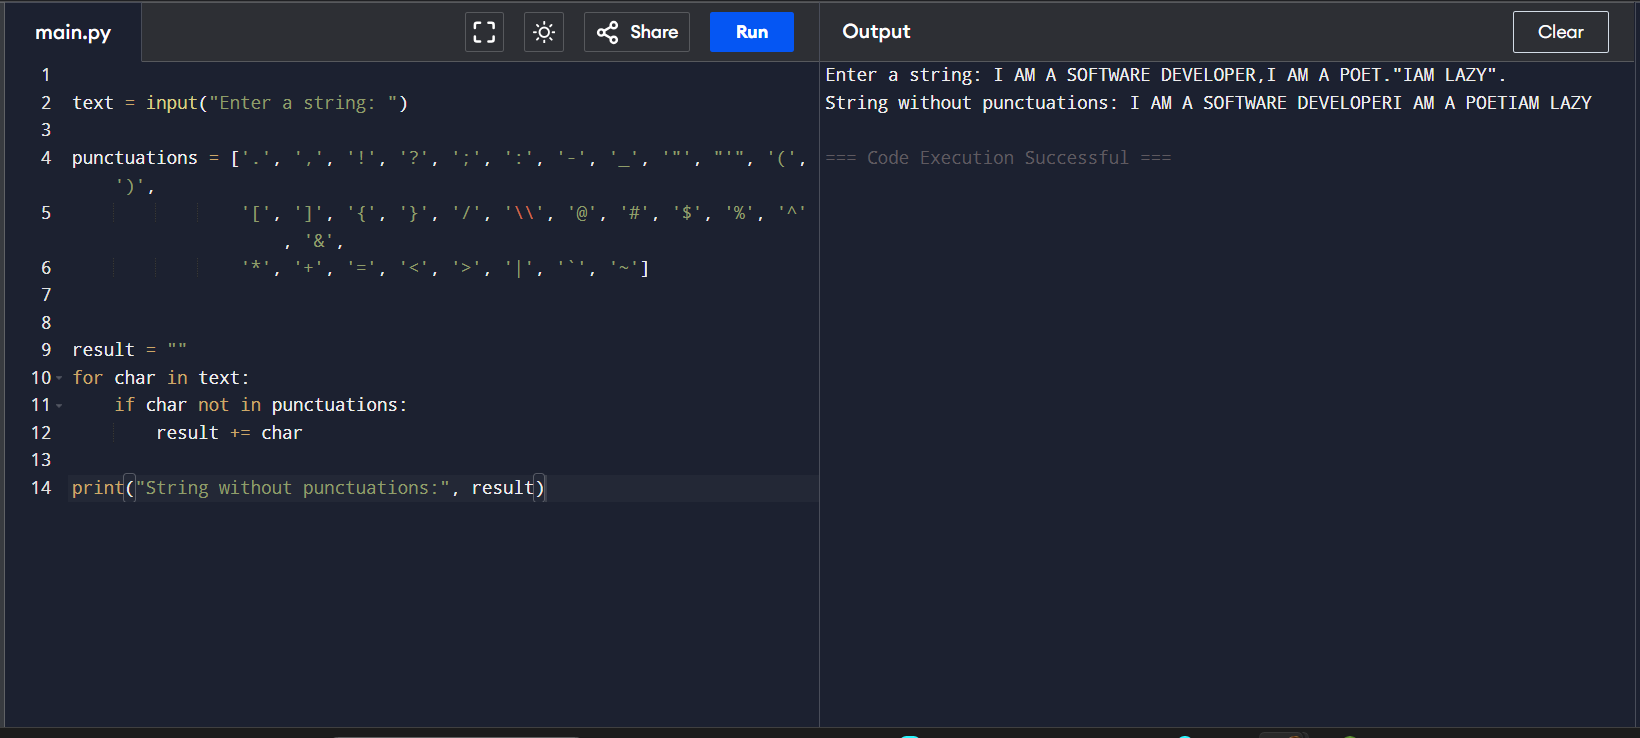 main.py
Share
Run
Output
Clear
1
2 text = input("Enter a string: ")
3
4 punctuations = ['.', ',', '!', '?', ';', ':', '-', '_', '"', "'", '(',
')',
5 '[', ']', '{', '}', '/', '\\', '@', '#', '$', '%', '^'
, '&',
6 '*', '+', '=', '<', '>', '|', '`', '~']
7
8
9 result = ""
10 for char in text:
11 if char not in punctuations:
12 result += char
13
14 print("String without punctuations:", result)
Enter a string: I AM A SOFTWARE DEVELOPER,I AM A POET."IAM LAZY".
String without punctuations: I AM A SOFTWARE DEVELOPERI AM A POETIAM LAZY
=== Code Execution Successful ===